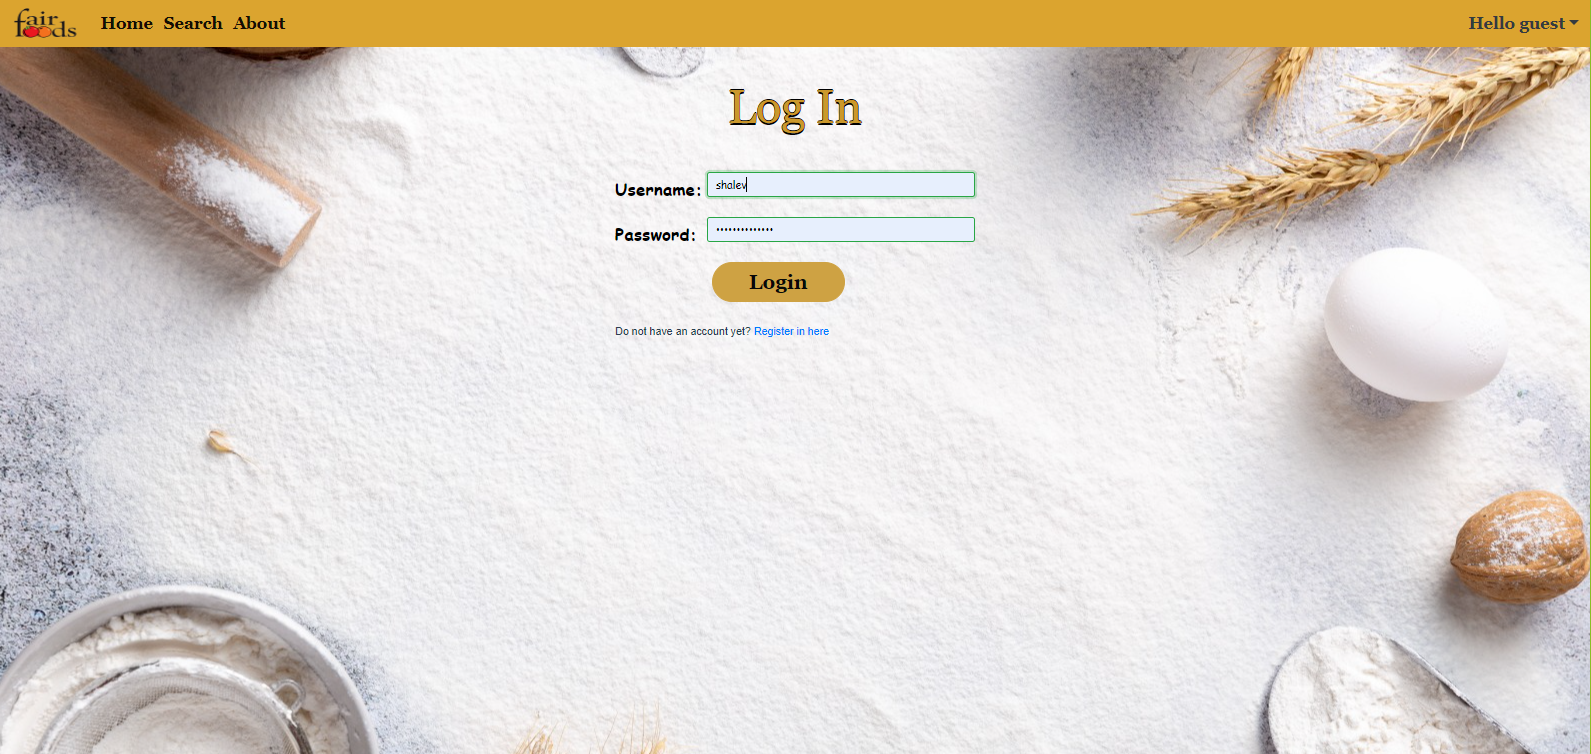 fair foods
Home Search About
Hello guest
Log In
Username: shalev
Password: ··············
Login
Do not have an account yet? Register in here